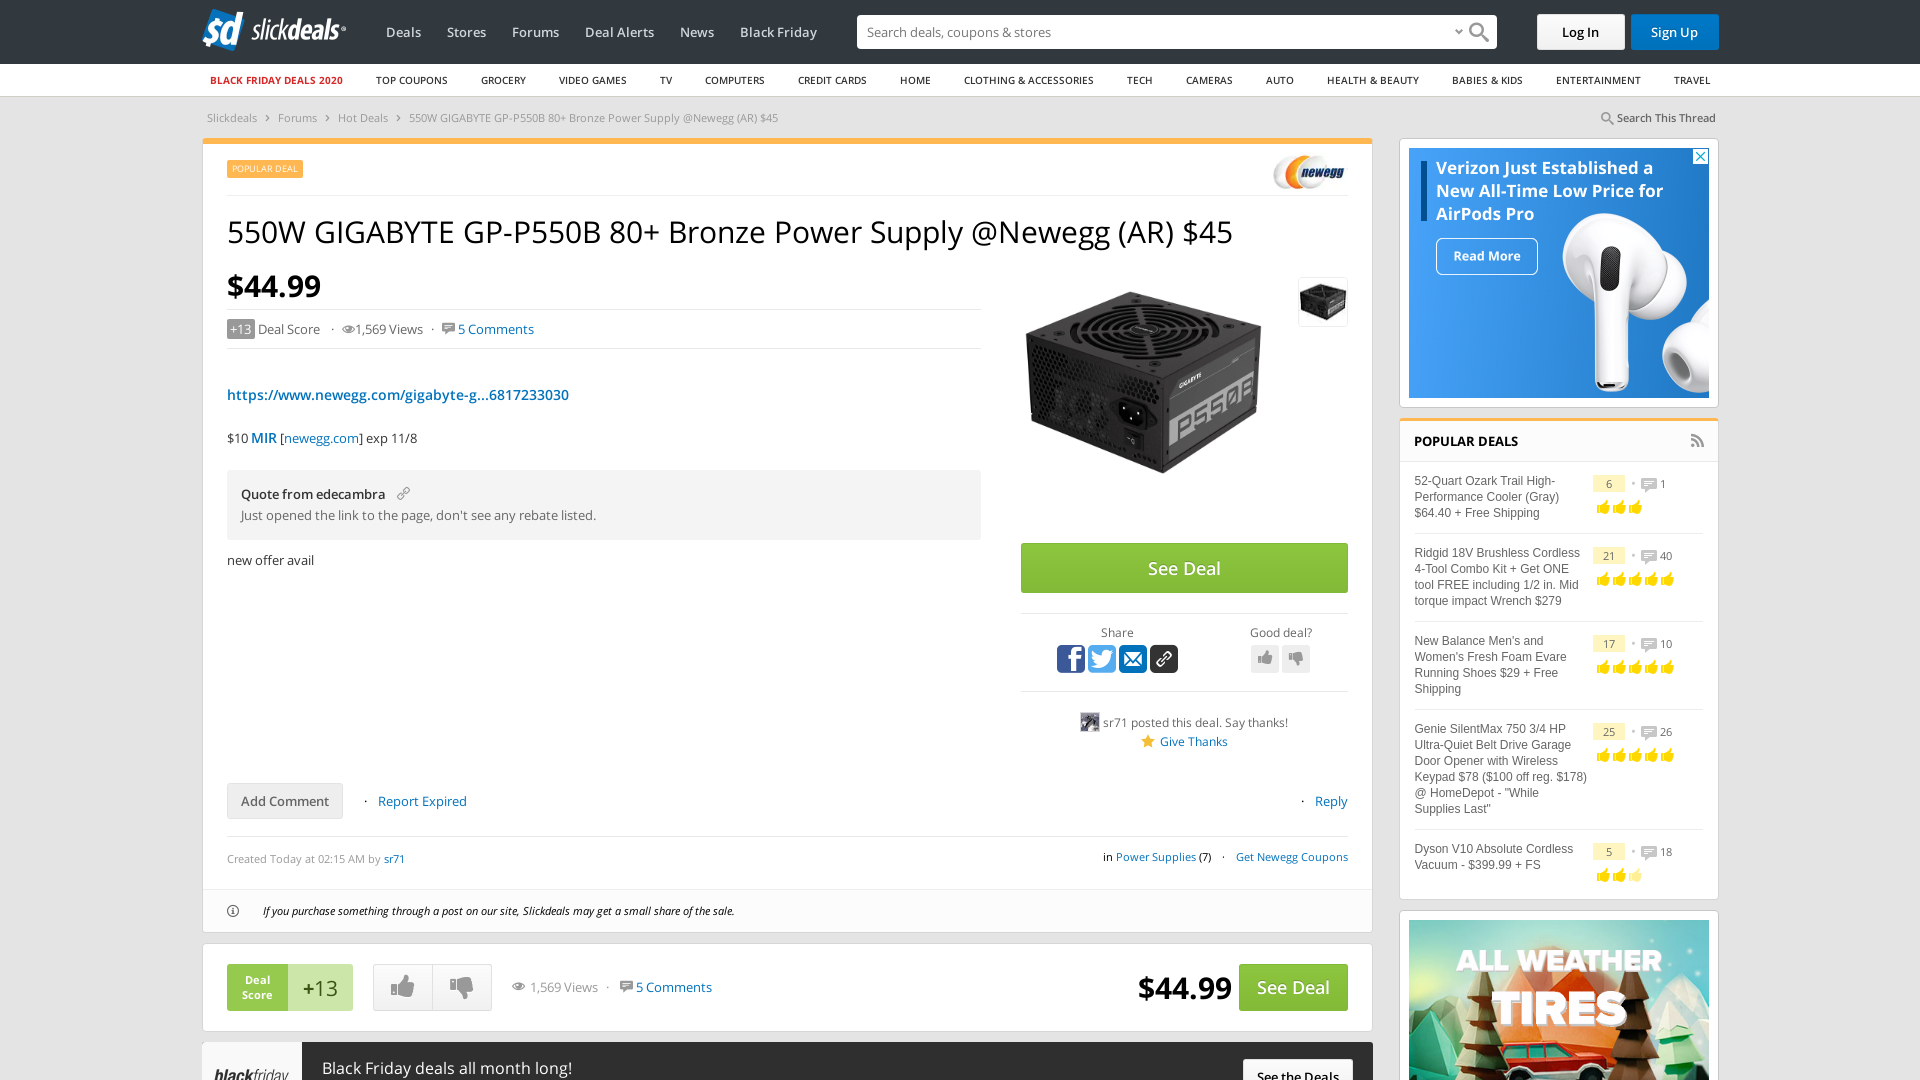 sd slickdeals
Deals Stores Forums Deal Alerts News Black Friday
Search deals, coupons & stores
Log In
Sign Up
BLACK FRIDAY DEALS 2020 TOP COUPONS GROCERY VIDEO GAMES TV COMPUTERS CREDIT CARDS HOME CLOTHING & ACCESSORIES TECH CAMERAS AUTO HEALTH & BEAUTY BABIES & KIDS ENTERTAINMENT TRAVEL
Slickdeals › Forums › Hot Deals › 550W GIGABYTE GP-P550B 80+ Bronze Power Supply @Newegg (AR) $45
Search This Thread
POPULAR DEAL
newegg
550W GIGABYTE GP-P550B 80+ Bronze Power Supply @Newegg (AR) $45
$44.99
+13 Deal Score · 1,569 Views · 5 Comments
https://www.newegg.com/gigabyte-g...6817233030
$10 MIR [newegg.com] exp 11/8
Quote from edecambra
Just opened the link to the page, don't see any rebate listed.
new offer avail
GIGABYTE
P550B
See Deal
Share
Good deal?
sr71 posted this deal. Say thanks!
Give Thanks
Add Comment · Report Expired
· Reply
Created Today at 02:15 AM by sr71
in Power Supplies (7) · Get Newegg Coupons
If you purchase something through a post on our site, Slickdeals may get a small share of the sale.
Deal
Score
+13
1,569 Views · 5 Comments
$44.99
See Deal
blackfriday
Black Friday deals all month long!
See the Deals
Verizon Just Established a
New All-Time Low Price for
AirPods Pro
Read More
POPULAR DEALS
52-Quart Ozark Trail High-
Performance Cooler (Gray)
$64.40 + Free Shipping
6 • 1
Ridgid 18V Brushless Cordless
4-Tool Combo Kit + Get ONE
tool FREE including 1/2 in. Mid
torque impact Wrench $279
21 • 40
New Balance Men's and
Women's Fresh Foam Evare
Running Shoes $29 + Free
Shipping
17 • 10
Genie SilentMax 750 3/4 HP
Ultra-Quiet Belt Drive Garage
Door Opener with Wireless
Keypad $78 ($100 off reg. $178)
@ HomeDepot - "While
Supplies Last"
25 • 26
Dyson V10 Absolute Cordless
Vacuum - $399.99 + FS
5 • 18
ALL WEATHER
TIRES